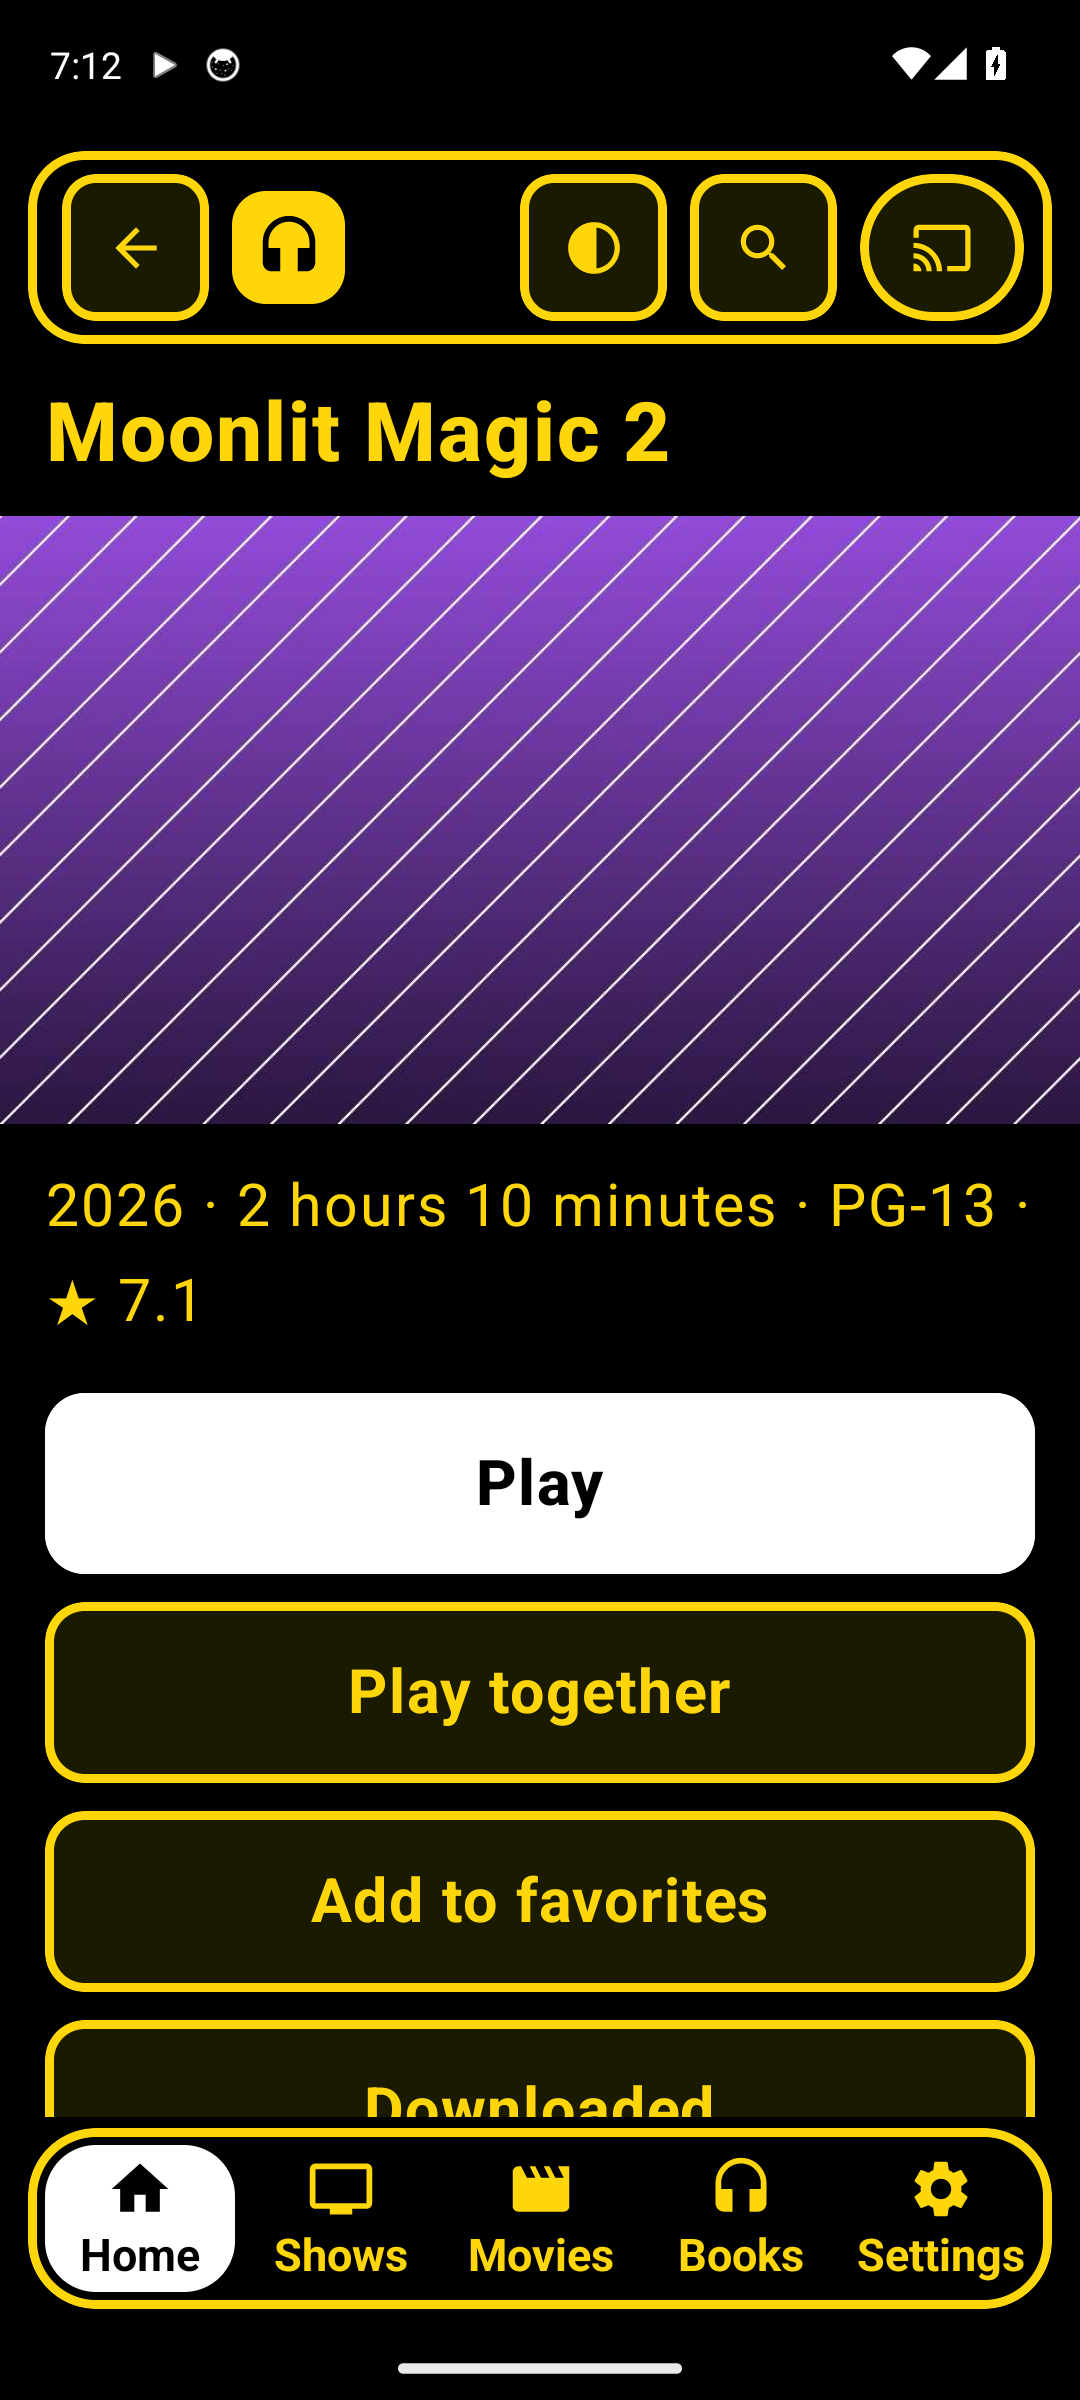 7:12
Moonlit Magic 2
2026 · 2 hours 10 minutes · PG-13 ·
★ 7.1
Play
Play together
Add to favorites
Downloaded
Home
Shows
Movies
Books
Settings